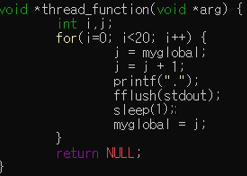 void *thread_function(void *arg) {
int i,j;
for(i=0; i<20; i++) {
j = myglobal;
j = j + 1;
printf(".");
fflush(stdout);
sleep(1);
myglobal = j;
}
return NULL;
}